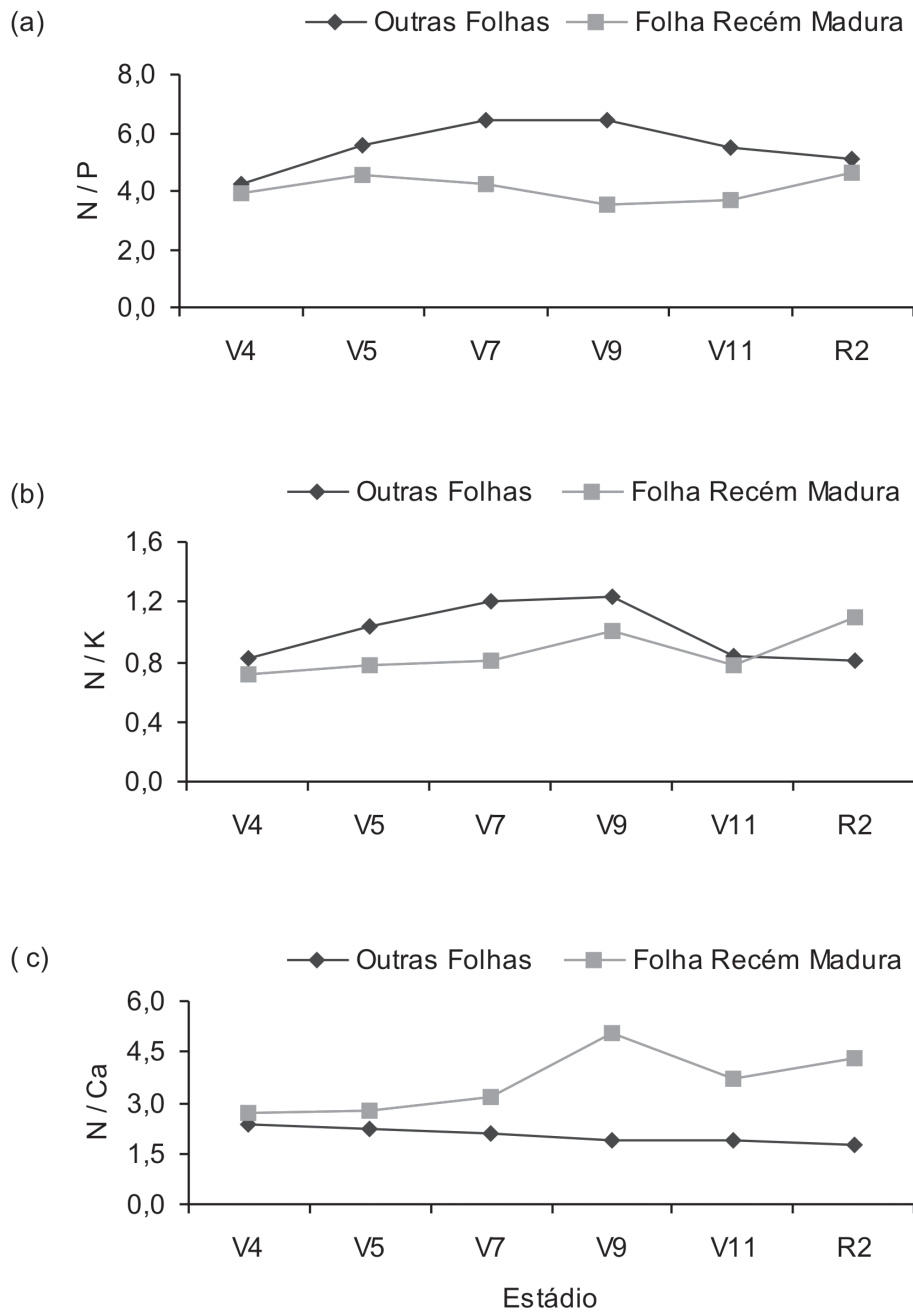 (a)
Outras Folhas Folha Recém Madura
8,0
6,0
4,0
2,0
0,0
N / P
V4 V5 V7 V9 V11 R2
(b)
Outras Folhas Folha Recém Madura
1,6
1,2
0,8
0,4
0,0
N / K
V4 V5 V7 V9 V11 R2
( c)
Outras Folhas Folha Recém Madura
6,0
4,5
3,0
1,5
0,0
N / Ca
V4 V5 V7 V9 V11 R2
Estádio